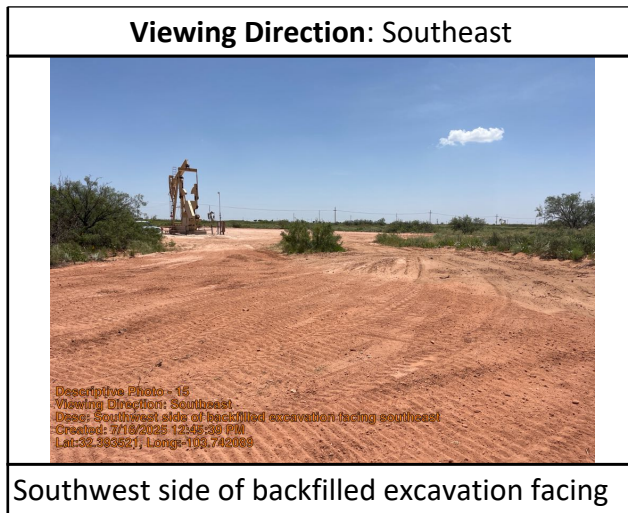 Viewing Direction: Southeast
Descriptive Photo - 15
Viewing Direction: Southeast
Desc: Southwest side of backfilled excavation facing southeast
Created: 7/16/2025 12:45:39 PM
Lat:32.393521, Long:-103.742086
Southwest side of backfilled excavation facing